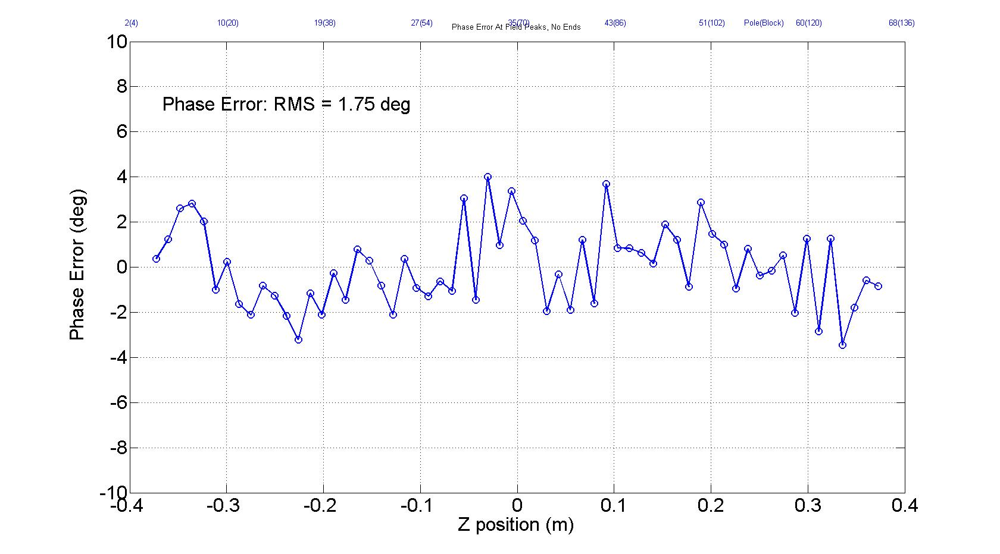 2(4) 10(20) 19(38) 27(54) 35(70) 43(86) 51(102) Pole(Block) 60(120) 68(136)
Phase Error At Field Peaks, No Ends
10
8
Phase Error: RMS = 1.75 deg
6
4
2
0
-2
-4
-6
-8
-10
Phase Error (deg)
-0.4 -0.3 -0.2 -0.1 0 0.1 0.2 0.3 0.4
Z position (m)